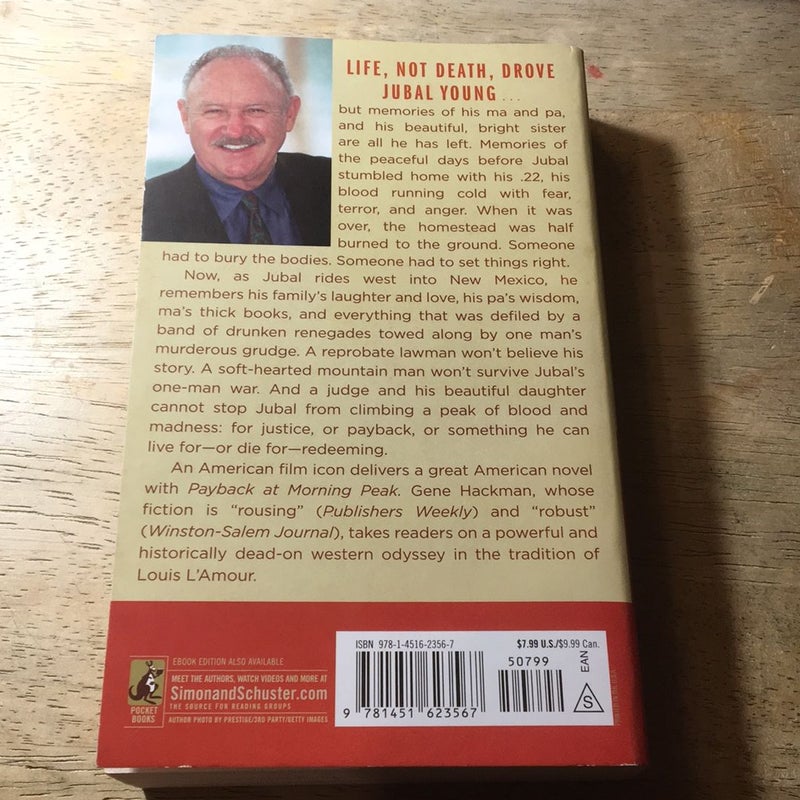 LIFE, NOT DEATH, DROVE
JUBAL YOUNG . . .
but memories of his ma and pa,
and his beautiful, bright sister
are all he has left. Memories of
the peaceful days before Jubal
stumbled home with his .22, his
blood running cold with fear,
terror, and anger. When it was
over, the homestead was half
burned to the ground. Someone
had to bury the bodies. Someone had to set things right.
Now, as Jubal rides west into New Mexico, he
remembers his family's laughter and love, his pa's wisdom,
ma's thick books, and everything that was defiled by a
band of drunken renegades towed along by one man's
murderous grudge. A reprobate lawman won't believe his
story. A soft-hearted mountain man won't survive Jubal's
one-man war. And a judge and his beautiful daughter
cannot stop Jubal from climbing a peak of blood and
madness: for justice, or payback, or something he can
live for—or die for—redeeming.
An American film icon delivers a great American novel
with Payback at Morning Peak. Gene Hackman, whose
fiction is "rousing" (Publishers Weekly) and "robust"
(Winston-Salem Journal), takes readers on a powerful and
historically dead-on western odyssey in the tradition of
Louis L'Amour.
POCKET
BOOKS
EBOOK EDITION ALSO AVAILABLE
MEET THE AUTHORS, WATCH VIDEOS AND MORE AT
SimonandSchuster.com
THE SOURCE FOR READING GROUPS
AUTHOR PHOTO BY PRESTIGE/3RD PARTY/GETTY IMAGES
ISBN 978-1-4516-2356-7
$7.99 U.S./$9.99 Can.
50799
9 781451 623567
EAN
S